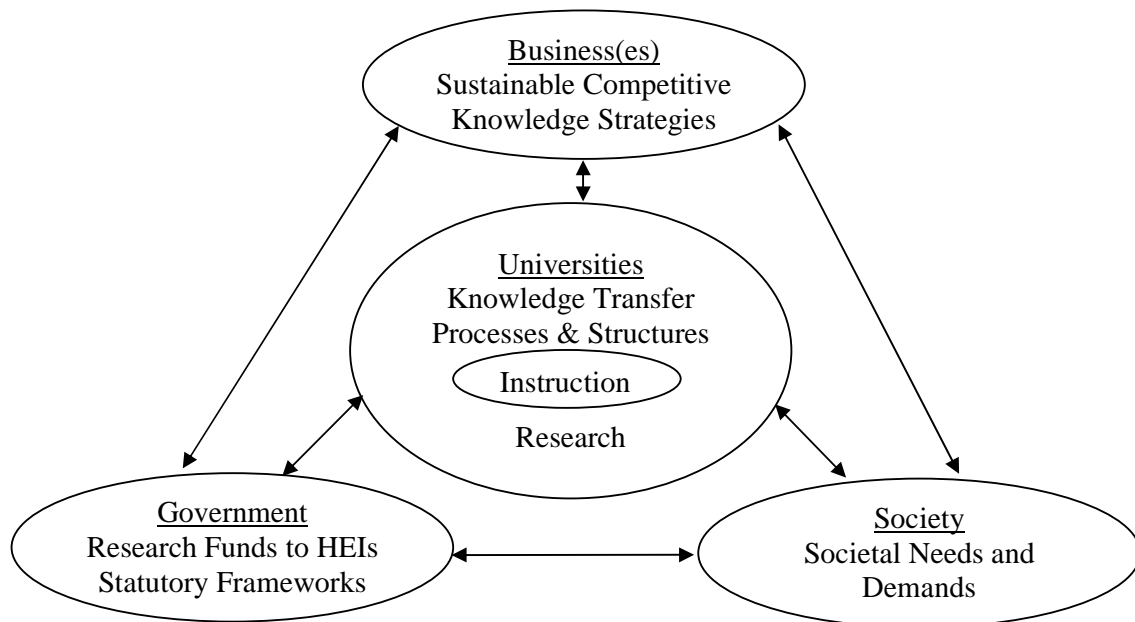 Business(es)
Sustainable Competitive
Knowledge Strategies
Universities
Knowledge Transfer
Processes & Structures
Instruction
Research
Government
Research Funds to HEIs
Statutory Frameworks
Society
Societal Needs and
Demands